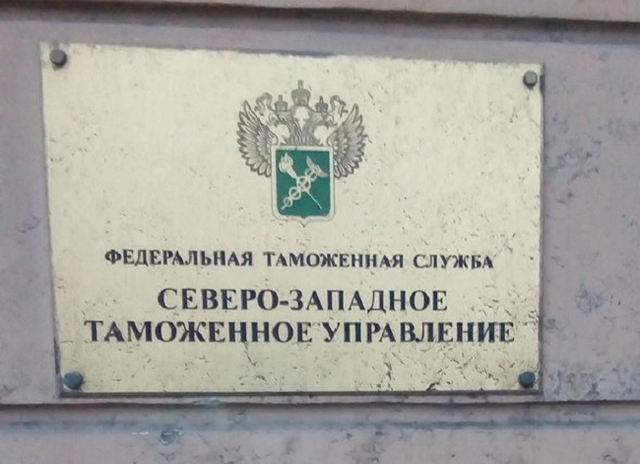 ФЕДЕРАЛЬНАЯ ТАМОЖЕННАЯ СЛУЖБА
СЕВЕРО-ЗАПАДНОЕ
ТАМОЖЕННОЕ УПРАВЛЕНИЕ